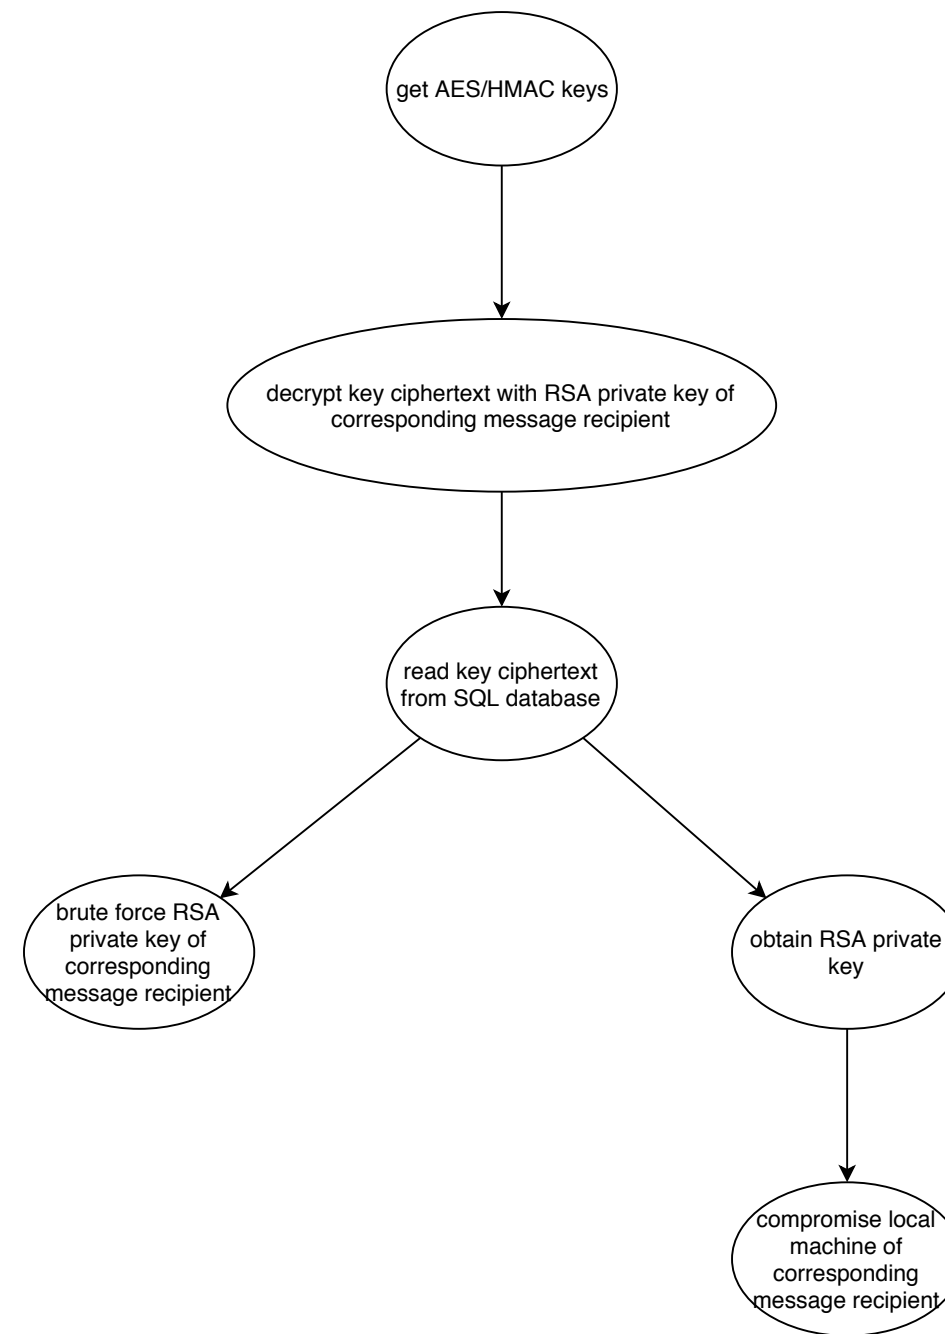 get AES/HMAC keys
decrypt key ciphertext with RSA private key of
corresponding message recipient
read key ciphertext
from SQL database
brute force RSA
private key of
corresponding
message recipient
obtain RSA private
key
compromise local
machine of
corresponding
message recipient